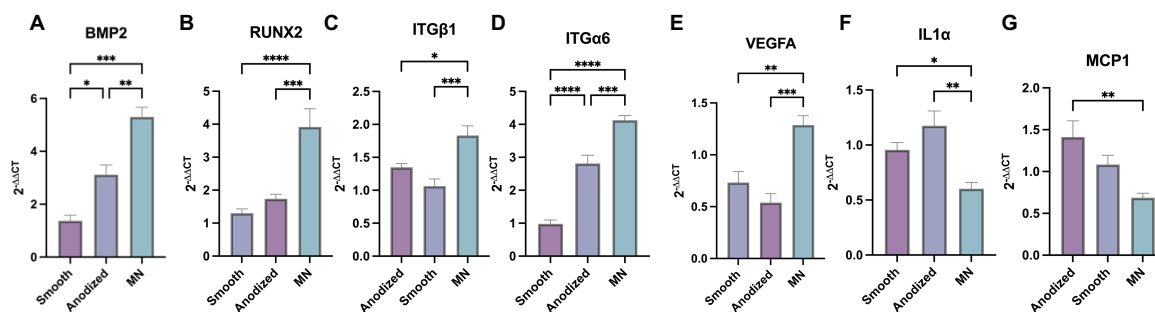 A
BMP2
***
*
**
2-ΔΔCT
6
4
2
0
Smooth
Anodized
MN
B
RUNX2
****
***
2-ΔΔCT
5
4
3
2
1
0
Smooth
Anodized
MN
C
ITGβ1
*
***
2-ΔΔCT
2.5
2.0
1.5
1.0
0.5
0.0
Anodized
Smooth
MN
D
ITGα6
****
****
***
2-ΔΔCT
5
4
3
2
1
0
Smooth
Anodized
MN
E
VEGFA
**
***
2-ΔΔCT
1.5
1.0
0.5
0.0
Smooth
Anodized
MN
F
IL1α
*
**
2-ΔΔCT
1.5
1.0
0.5
0.0
Smooth
Anodized
MN
G
MCP1
**
2-ΔΔCT
2.0
1.5
1.0
0.5
0.0
Anodized
Smooth
MN